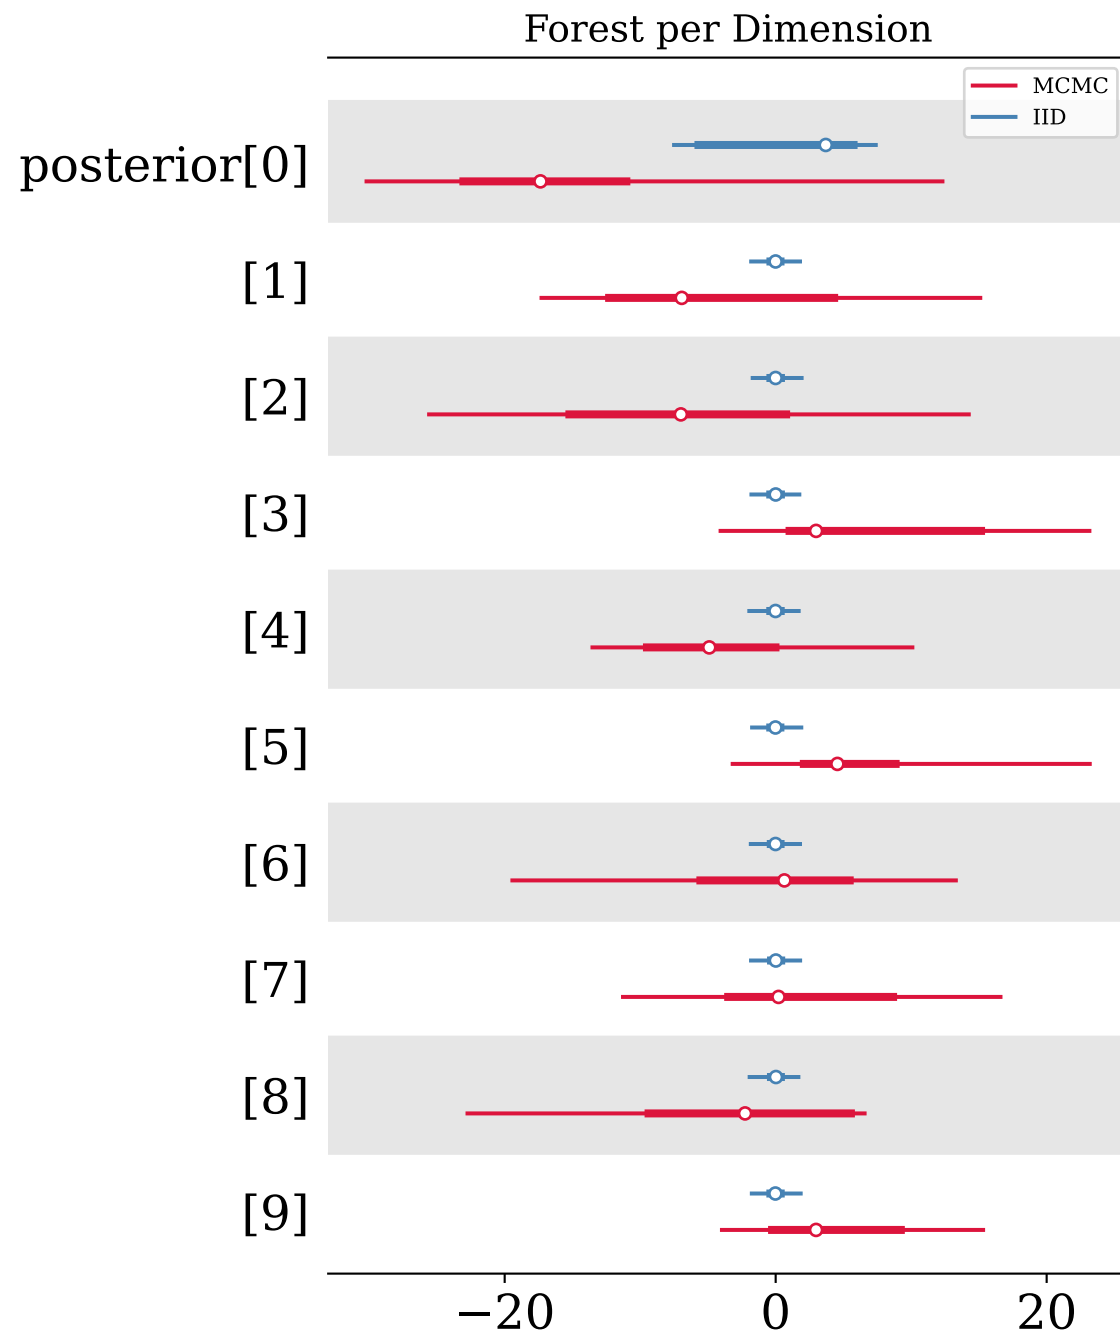 Forest per Dimension
MCMC
IID
posterior[0]
[1]
[2]
[3]
[4]
[5]
[6]
[7]
[8]
[9]
−20 0 20